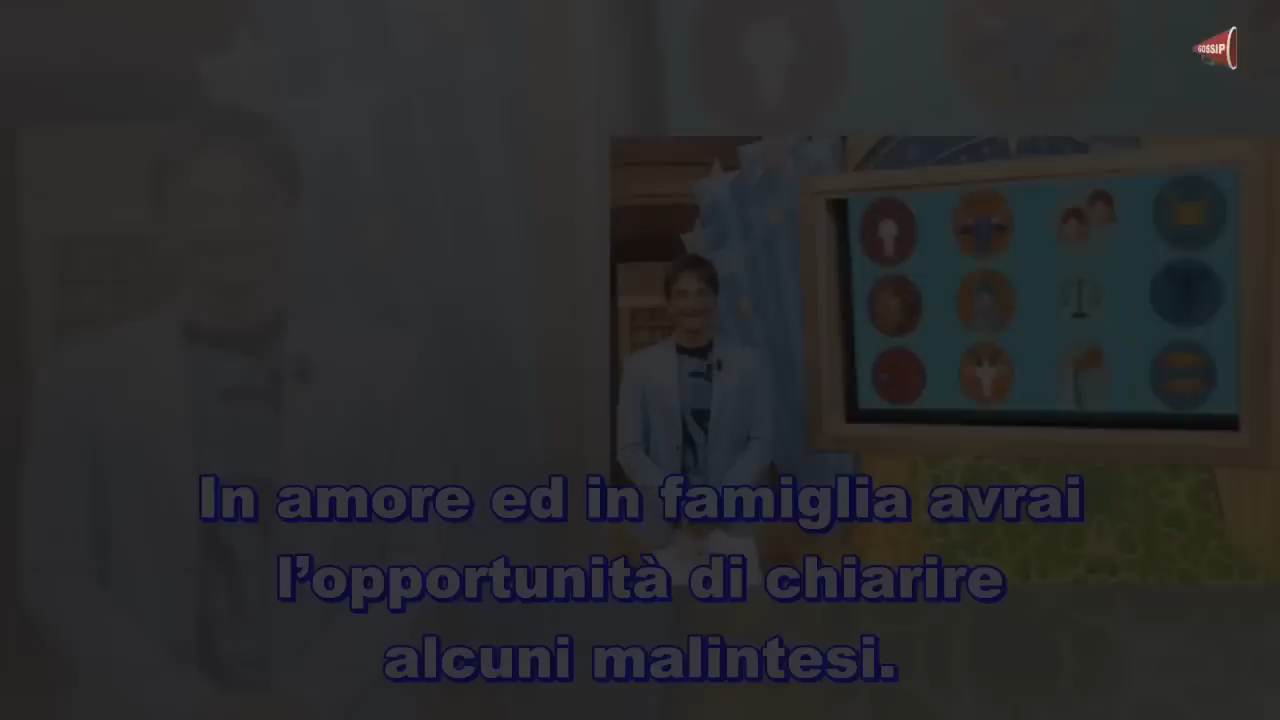 GOSSIP
In amore ed in famiglia avrai
l’opportunità di chiarire
alcuni malintesi.